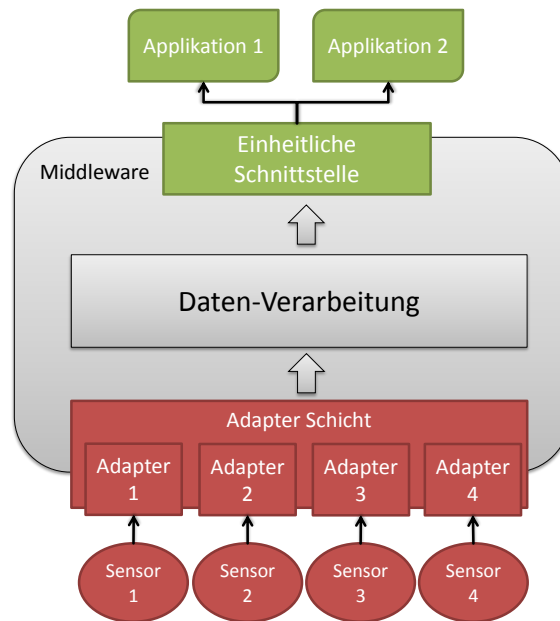 Applikation 1
Applikation 2
Einheitliche
Schnittstelle
Middleware
Daten-Verarbeitung
Adapter Schicht
Adapter
1
Adapter
2
Adapter
3
Adapter
4
Sensor
1
Sensor
2
Sensor
3
Sensor
4